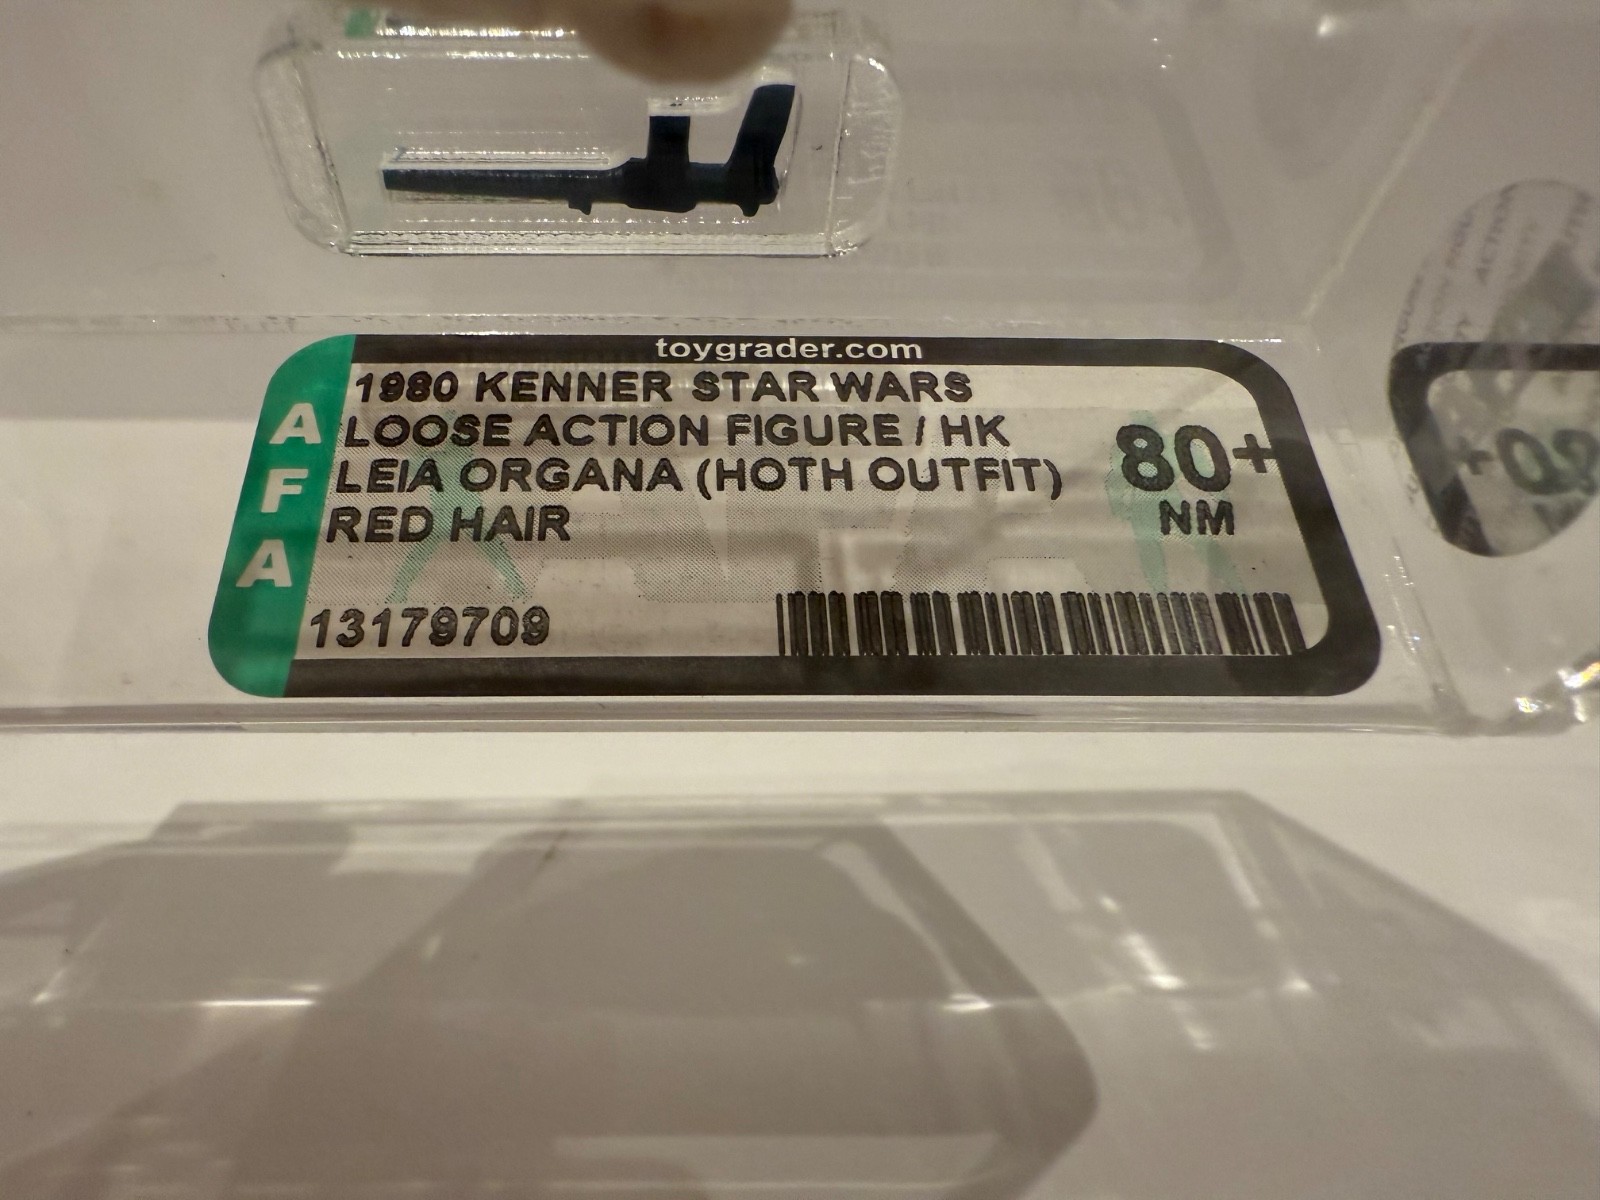 toygrader.com
AFA
1980 KENNER STAR WARS
LOOSE ACTION FIGURE / HK
LEIA ORGANA (HOTH OUTFIT)
RED HAIR
80+
NM
13179709